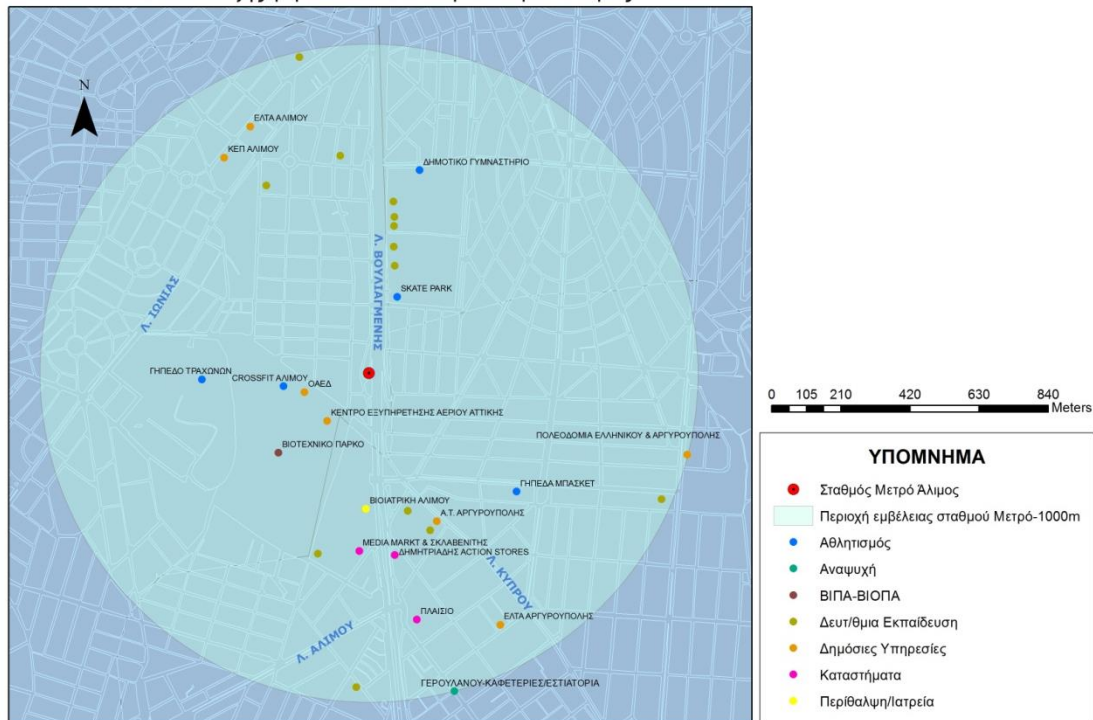 N
ΕΛΤΑ ΑΛΙΜΟΥ
ΚΕΠ ΑΛΙΜΟΥ
ΔΗΜΟΤΙΚΟ ΓΥΜΝΑΣΤΗΡΙΟ
Λ. ΒΟΥΛΙΑΓΜΕΝΗΣ
Λ. ΙΩΝΙΑΣ
SKATE PARK
ΓΗΠΕΔΟ ΤΡΑΧΩΝΩΝ
CROSSFIT ΑΛΙΜΟΥ
ΟΑΕΔ
ΚΕΝΤΡΟ ΕΞΥΠΗΡΕΤΗΣΗΣ ΑΕΡΙΟΥ ΑΤΤΙΚΗΣ
ΒΙΟΤΕΧΝΙΚΟ ΠΑΡΚΟ
ΠΟΛΕΟΔΟΜΙΑ ΕΛΛΗΝΙΚΟΥ & ΑΡΓΥΡΟΥΠΟΛΗΣ
ΓΗΠΕΔΑ ΜΠΑΣΚΕΤ
ΒΙΟΙΑΤΡΙΚΗ ΑΛΙΜΟΥ
Α.Τ. ΑΡΓΥΡΟΥΠΟΛΗΣ
MEDIA MARKT & ΣΚΛΑΒΕΝΙΤΗΣ
ΔΗΜΗΤΡΙΑΔΗΣ ACTION STORES
Λ. ΚΥΠΡΟΥ
ΠΛΑΙΣΙΟ
ΕΛΤΑ ΑΡΓΥΡΟΥΠΟΛΗΣ
Λ. ΑΛΙΜΟΥ
ΓΕΡΟΥΛΑΝΟΥ-ΚΑΦΕΤΕΡΙΕΣ/ΕΣΤΙΑΤΟΡΙΑ
0 105 210 420 630 840
Meters
ΥΠΟΜΝΗΜΑ
Σταθμός Μετρό Άλιμος
Περιοχή εμβέλειας σταθμού Μετρό-1000m
Αθλητισμός
Αναψυχή
ΒΙΠΑ-ΒΙΟΠΑ
Δευτ/θμια Εκπαίδευση
Δημόσιες Υπηρεσίες
Καταστήματα
Περίθαλψη/Ιατρεία